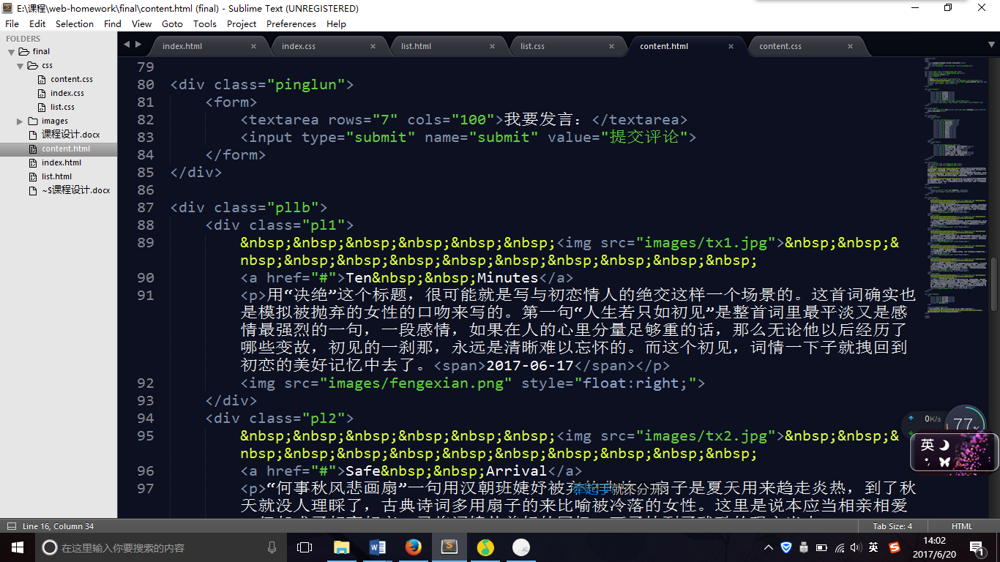 E:\课程\web-homework\final\content.html (final) - Sublime Text (UNREGISTERED)
File Edit Selection Find View Goto Tools Project Preferences Help
FOLDERS
final
css
content.css
index.css
list.css
images
课程设计.docx
content.html
index.html
list.html
~$课程设计.docx
index.html index.css list.html list.css content.html content.css
79
80 <div class="pinglun">
81 <form>
82 <textarea rows="7" cols="100">我要发言：</textarea>
83 <input type="submit" name="submit" value="提交评论">
84 </form>
85 </div>
86
87 <div class="pllb">
88 <div class="pl1">
89 &nbsp;&nbsp;&nbsp;&nbsp;&nbsp;&nbsp;<img src="images/tx1.jpg">&nbsp;&nbsp;&
nbsp;&nbsp;&nbsp;&nbsp;&nbsp;&nbsp;&nbsp;&nbsp;&nbsp;&nbsp;
90 <a href="#">Ten&nbsp;&nbsp;Minutes</a>
91 <p>用“决绝”这个标题，很可能就是写与初恋情人的绝交这样一个场景的。这首词确实也
是模拟被抛弃的女性的口吻来写的。第一句“人生若只如初见”是整首词里最平淡又是感
情最强烈的一句，一段感情，如果在人的心里分量足够重的话，那么无论他以后经历了
哪些变故，初见的一刹那，永远是清晰难以忘怀的。而这个初见，词情一下子就拽回到
初恋的美好记忆中去了。<span>2017-06-17</span></p>
92 <img src="images/fengexian.png" style="float:right;">
93 </div>
94 <div class="pl2">
95 &nbsp;&nbsp;&nbsp;&nbsp;&nbsp;&nbsp;<img src="images/tx2.jpg">&nbsp;&nbsp;&
nbsp;&nbsp;&nbsp;&nbsp;&nbsp;&nbsp;&nbsp;&nbsp;&nbsp;&nbsp;
96 <a href="#">Safe&nbsp;&nbsp;Arrival</a>
97 <p>“何事秋风悲画扇”一句用汉朝班婕妤被弃 扇子是夏天用来趋走炎热，到了秋
牵起手就不分开
天就没人理睬了，古典诗词多用扇子的来比喻被冷落的女性。这里是说本应当相亲相爱
0K/s
77%
英
Line 16, Column 34 Tab Size: 4 HTML
在这里输入你要搜索的内容
英
14:02
2017/6/20
1